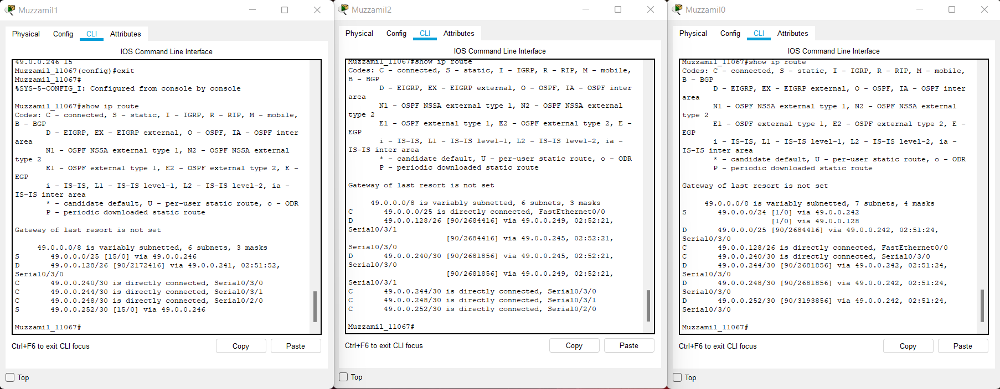 Muzzamil1
Physical Config CLI Attributes
IOS Command Line Interface
49.0.0.246 15
Muzzamil_11067(config)#exit
Muzzamil_11067#
%SYS-5-CONFIG_I: Configured from console by console
Muzzamil_11067#show ip route
Codes: C - connected, S - static, I - IGRP, R - RIP, M - mobile,
B - BGP
D - EIGRP, EX - EIGRP external, O - OSPF, IA - OSPF inter
area
N1 - OSPF NSSA external type 1, N2 - OSPF NSSA external
type 2
E1 - OSPF external type 1, E2 - OSPF external type 2, E -
EGP
i - IS-IS, L1 - IS-IS level-1, L2 - IS-IS level-2, ia -
IS-IS inter area
* - candidate default, U - per-user static route, o - ODR
P - periodic downloaded static route
Gateway of last resort is not set
49.0.0.0/8 is variably subnetted, 6 subnets, 3 masks
S 49.0.0.0/25 [15/0] via 49.0.0.246
D 49.0.0.128/26 [90/2172416] via 49.0.0.241, 02:51:52,
Serial0/3/0
C 49.0.0.240/30 is directly connected, Serial0/3/0
C 49.0.0.244/30 is directly connected, Serial0/3/1
C 49.0.0.248/30 is directly connected, Serial0/2/0
S 49.0.0.252/30 [15/0] via 49.0.0.246
Muzzamil_11067#
Ctrl+F6 to exit CLI focus
Copy Paste
Top
Muzzamil2
Physical Config CLI Attributes
IOS Command Line Interface
Muzzamil_11067#show ip route
Codes: C - connected, S - static, I - IGRP, R - RIP, M - mobile,
B - BGP
D - EIGRP, EX - EIGRP external, O - OSPF, IA - OSPF inter
area
N1 - OSPF NSSA external type 1, N2 - OSPF NSSA external
type 2
E1 - OSPF external type 1, E2 - OSPF external type 2, E -
EGP
i - IS-IS, L1 - IS-IS level-1, L2 - IS-IS level-2, ia -
IS-IS inter area
* - candidate default, U - per-user static route, o - ODR
P - periodic downloaded static route
Gateway of last resort is not set
49.0.0.0/8 is variably subnetted, 6 subnets, 3 masks
C 49.0.0.0/25 is directly connected, FastEthernet0/0
D 49.0.0.128/26 [90/2684416] via 49.0.0.249, 02:52:21,
Serial0/3/1
[90/2684416] via 49.0.0.245, 02:52:21,
Serial0/3/0
D 49.0.0.240/30 [90/2681856] via 49.0.0.245, 02:52:21,
Serial0/3/0
[90/2681856] via 49.0.0.249, 02:52:21,
Serial0/3/1
C 49.0.0.244/30 is directly connected, Serial0/3/0
C 49.0.0.248/30 is directly connected, Serial0/3/1
C 49.0.0.252/30 is directly connected, Serial0/2/0
Muzzamil_11067#
Ctrl+F6 to exit CLI focus
Copy Paste
Top
Muzzamil0
Physical Config CLI Attributes
IOS Command Line Interface
Muzzamil_11067#show ip route
Codes: C - connected, S - static, I - IGRP, R - RIP, M - mobile,
B - BGP
D - EIGRP, EX - EIGRP external, O - OSPF, IA - OSPF inter
area
N1 - OSPF NSSA external type 1, N2 - OSPF NSSA external
type 2
E1 - OSPF external type 1, E2 - OSPF external type 2, E -
EGP
i - IS-IS, L1 - IS-IS level-1, L2 - IS-IS level-2, ia -
IS-IS inter area
* - candidate default, U - per-user static route, o - ODR
P - periodic downloaded static route
Gateway of last resort is not set
49.0.0.0/8 is variably subnetted, 7 subnets, 4 masks
S 49.0.0.0/24 [1/0] via 49.0.0.242
[1/0] via 49.0.0.128
D 49.0.0.0/25 [90/2684416] via 49.0.0.242, 02:51:24,
Serial0/3/0
C 49.0.0.128/26 is directly connected, FastEthernet0/0
C 49.0.0.240/30 is directly connected, Serial0/3/0
D 49.0.0.244/30 [90/2681856] via 49.0.0.242, 02:51:24,
Serial0/3/0
D 49.0.0.248/30 [90/2681856] via 49.0.0.242, 02:51:24,
Serial0/3/0
D 49.0.0.252/30 [90/3193856] via 49.0.0.242, 02:51:24,
Serial0/3/0
Muzzamil_11067#
Ctrl+F6 to exit CLI focus
Copy Paste
Top